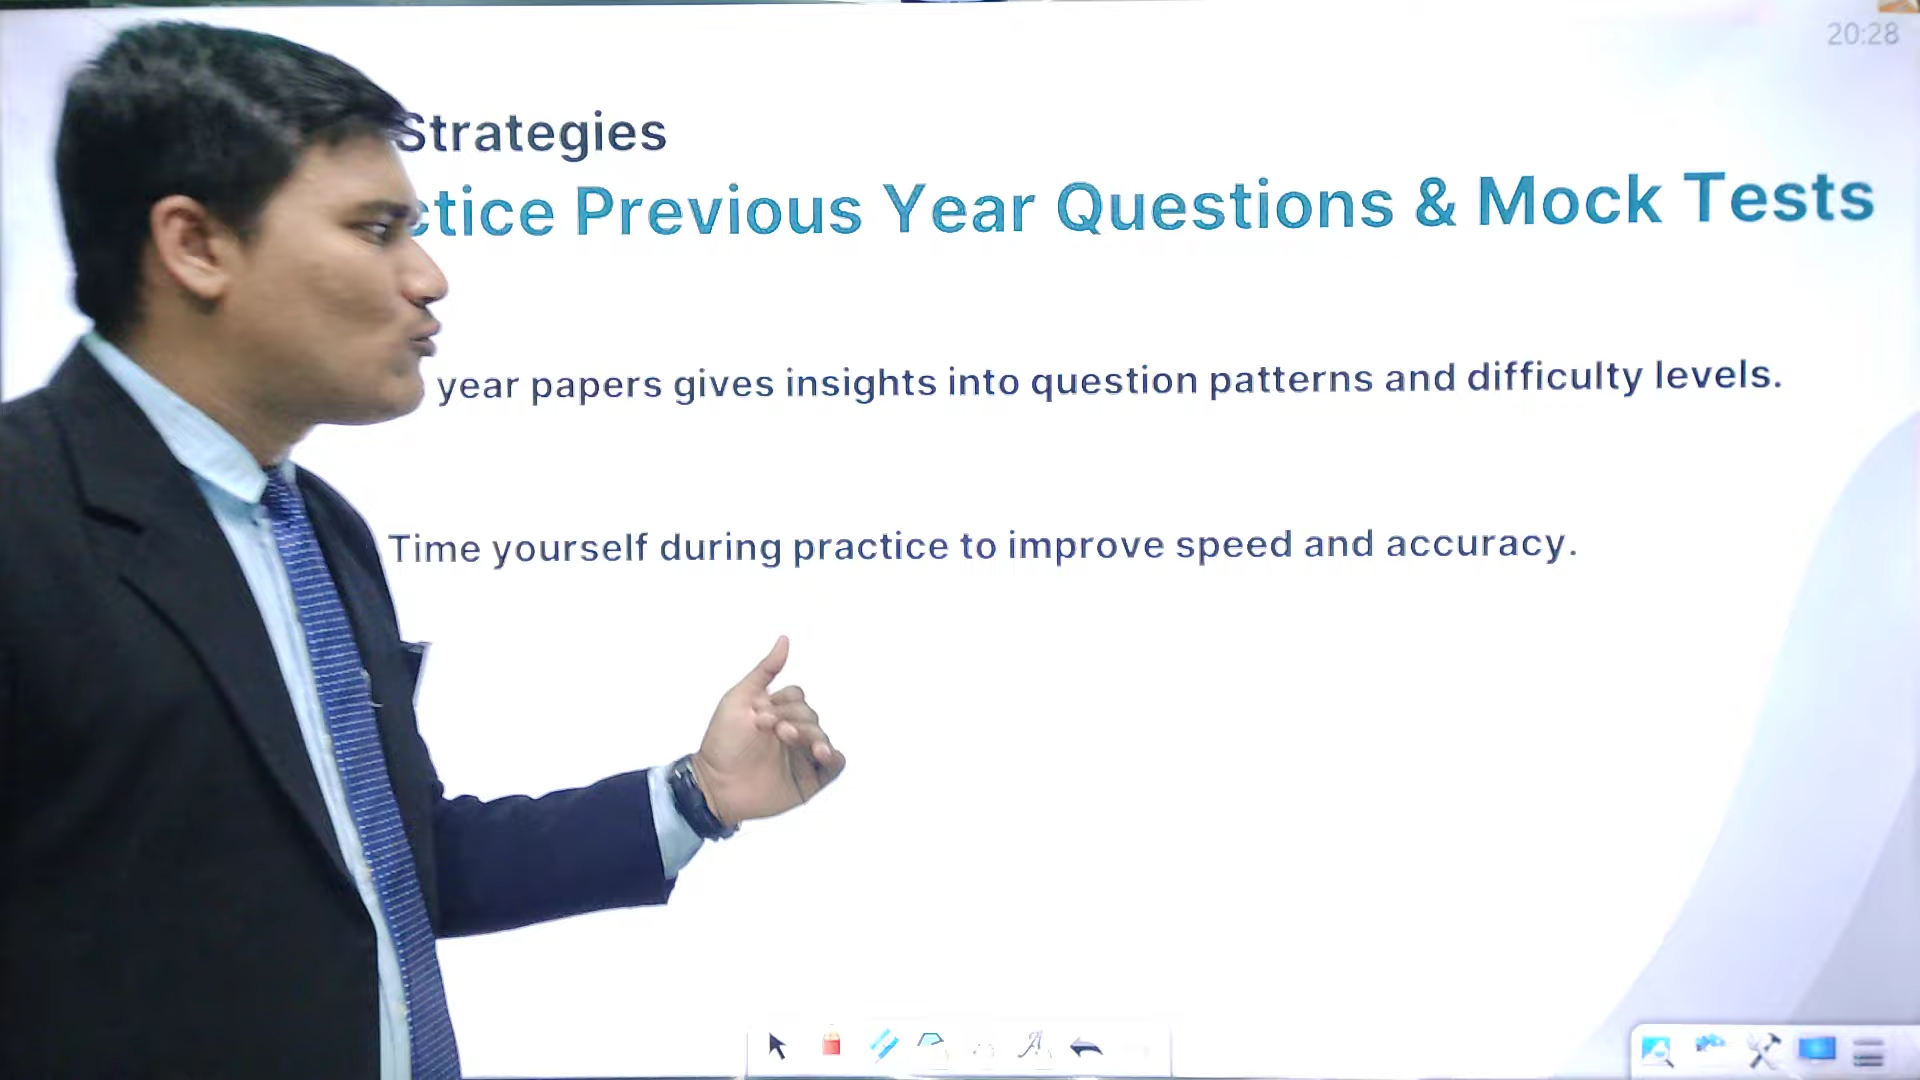 20:28
Strategies
ctice Previous Year Questions & Mock Tests
year papers gives insights into question patterns and difficulty levels.
Time yourself during practice to improve speed and accuracy.